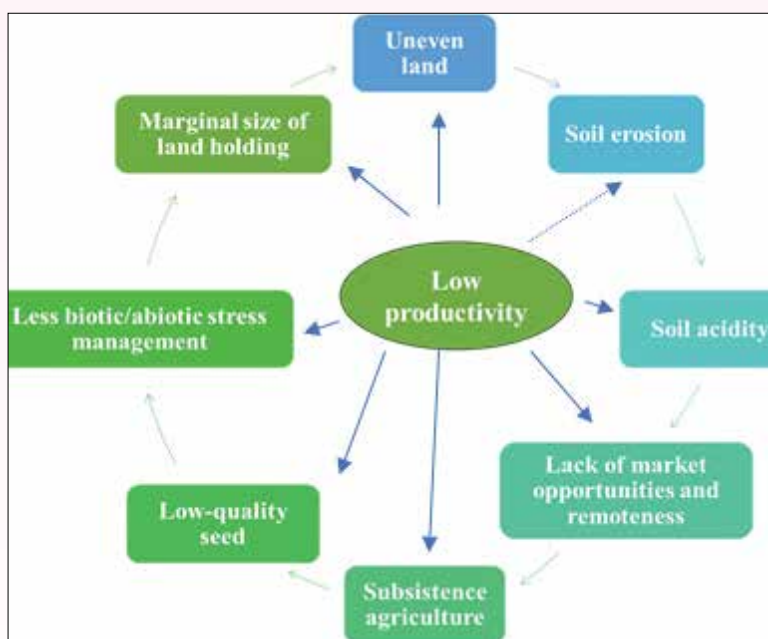 Uneven
land
Soil erosion
Soil acidity
Lack of market
opportunities and
remoteness
Subsistence
agriculture
Low-quality
seed
Less biotic/abiotic stress
management
Marginal size of
land holding
Low
productivity